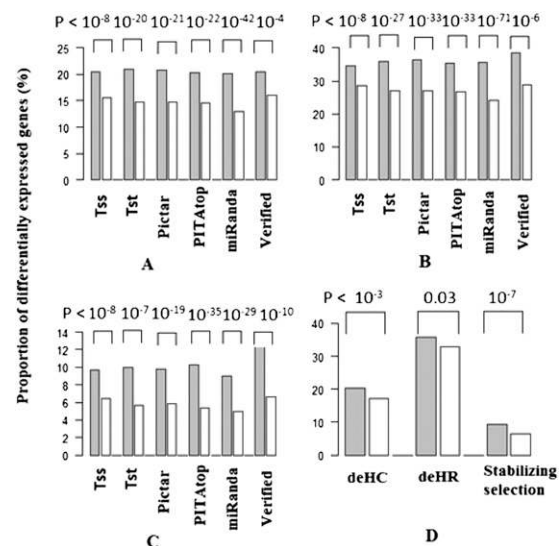 P < 10-8 10-20 10-21 10-22 10-42 10-4
25
20
15
10
5
0
Tss Tst Pictar PITAtop miRanda Verified
A
P < 10-8 10-27 10-33 10-33 10-71 10-6
40
30
20
10
0
Tss Tst Pictar PITAtop miRanda Verified
B
Proportion of differentially expressed genes (%)
P < 10-8 10-7 10-19 10-35 10-29 10-10
14
12
10
8
6
4
2
0
Tss Tst Pictar PITAtop miRanda Verified
C
P < 10-3 0.03 10-7
40
30
20
10
0
deHC deHR Stabilizing
selection
D